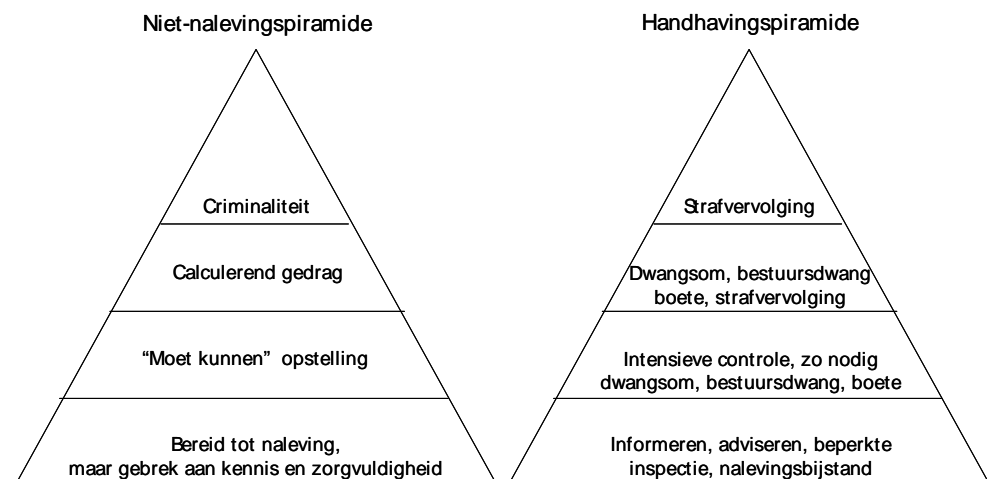 Niet-nalevingspiramide
Criminaliteit
Calculerend gedrag
“Moet kunnen” opstelling
Bereid tot naleving,
maar gebrek aan kennis en zorgvuldigheid
Handhavingspiramide
Strafvervolging
Dwangsom, bestuursdwang
boete, strafvervolging
Intensieve controle, zo nodig
dwangsom, bestuursdwang, boete
Informeren, adviseren, beperkte
inspectie, nalevingsbijstand